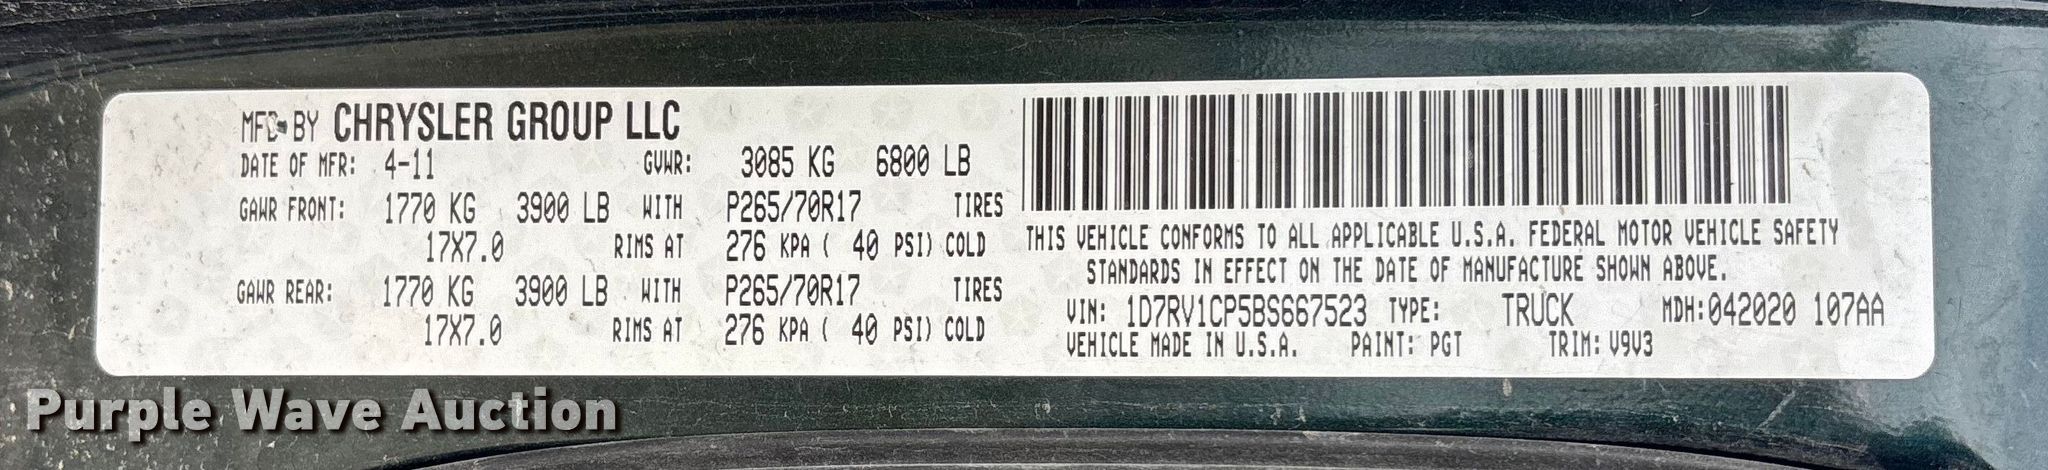 MFD BY CHRYSLER GROUP LLC
DATE OF MFR: 4-11 GVWR: 3085 KG 6800 LB
GAWR FRONT: 1770 KG 3900 LB WITH P265/70R17 TIRES
17X7.0 RIMS AT 276 KPA ( 40 PSI) COLD
GAWR REAR: 1770 KG 3900 LB WITH P265/70R17 TIRES
17X7.0 RIMS AT 276 KPA ( 40 PSI) COLD
THIS VEHICLE CONFORMS TO ALL APPLICABLE U.S.A. FEDERAL MOTOR VEHICLE SAFETY
STANDARDS IN EFFECT ON THE DATE OF MANUFACTURE SHOWN ABOVE.
VIN: 1D7RV1CP5BS667523 TYPE: TRUCK MDH:042020 107AA
VEHICLE MADE IN U.S.A. PAINT: PGT TRIM: V9V3
Purple Wave Auction